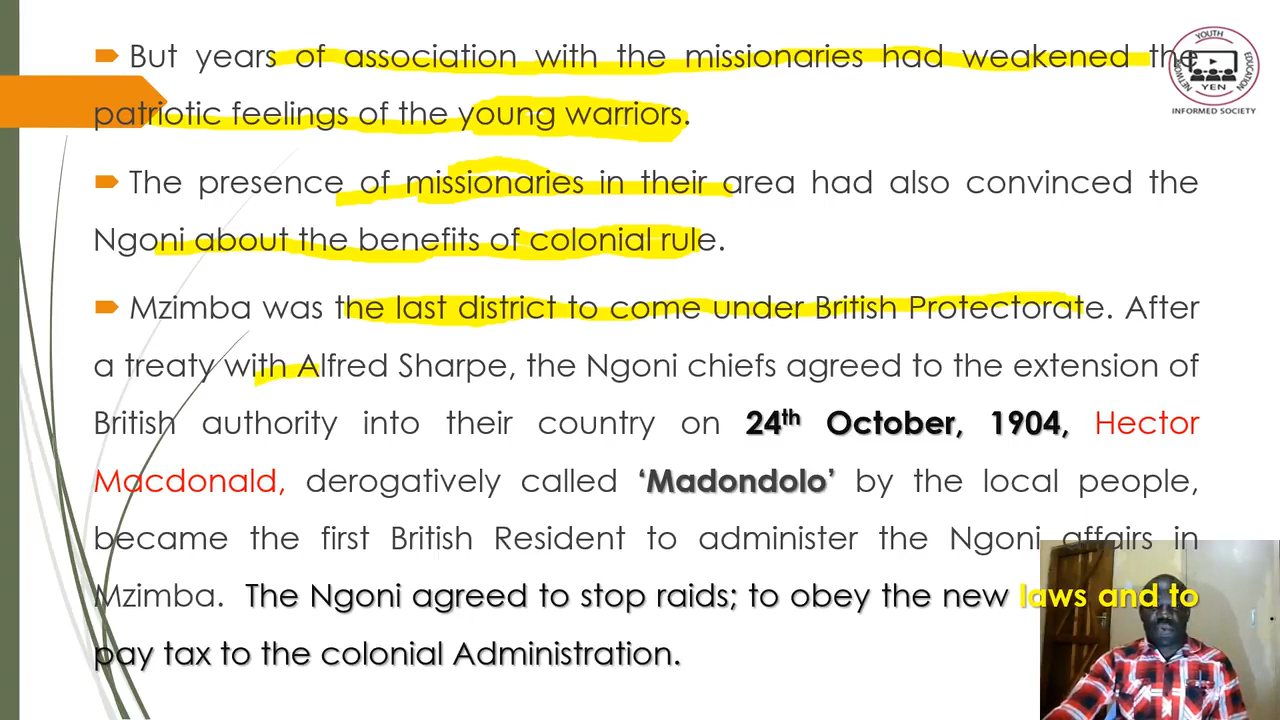 But years of association with the missionaries had weakened the
patriotic feelings of the young warriors.
The presence of missionaries in their area had also convinced the
Ngoni about the benefits of colonial rule.
Mzimba was the last district to come under British Protectorate. After
a treaty with Alfred Sharpe, the Ngoni chiefs agreed to the extension of
British authority into their country on 24th October, 1904, Hector
Macdonald, derogatively called ‘Madondolo’ by the local people,
became the first British Resident to administer the Ngoni affairs in
Mzimba. The Ngoni agreed to stop raids; to obey the new laws and to
pay tax to the colonial Administration.
YOUTH
EDUCATION
NETWORK
YEN
INFORMED SOCIETY